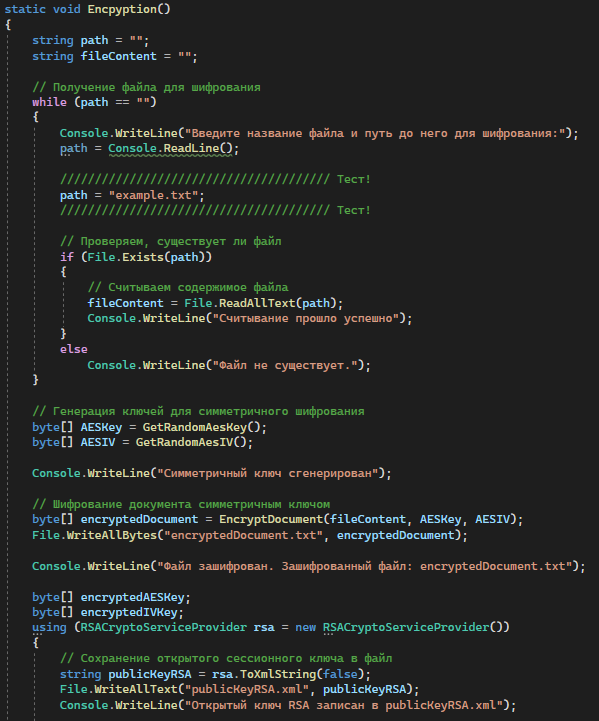 static void Encpyption()
{
string path = "";
string fileContent = "";
// Получение файла для шифрования
while (path == "")
{
Console.WriteLine("Введите название файла и путь до него для шифрования:");
path = Console.ReadLine();
/////////////////////////////////////// Тест!
path = "example.txt";
/////////////////////////////////////// Тест!
// Проверяем, существует ли файл
if (File.Exists(path))
{
// Считываем содержимое файла
fileContent = File.ReadAllText(path);
Console.WriteLine("Считывание прошло успешно");
}
else
Console.WriteLine("Файл не существует.");
}
// Генерация ключей для симметричного шифрования
byte[] AESKey = GetRandomAesKey();
byte[] AESIV = GetRandomAesIV();
Console.WriteLine("Симметричный ключ сгенерирован");
// Шифрование документа симметричным ключом
byte[] encryptedDocument = EncryptDocument(fileContent, AESKey, AESIV);
File.WriteAllBytes("encryptedDocument.txt", encryptedDocument);
Console.WriteLine("Файл зашифрован. Зашифрованный файл: encryptedDocument.txt");
byte[] encryptedAESKey;
byte[] encryptedIVKey;
using (RSACryptoServiceProvider rsa = new RSACryptoServiceProvider())
{
// Сохранение открытого сессионного ключа в файл
string publicKeyRSA = rsa.ToXmlString(false);
File.WriteAllText("publicKeyRSA.xml", publicKeyRSA);
Console.WriteLine("Открытый ключ RSA записан в publicKeyRSA.xml");